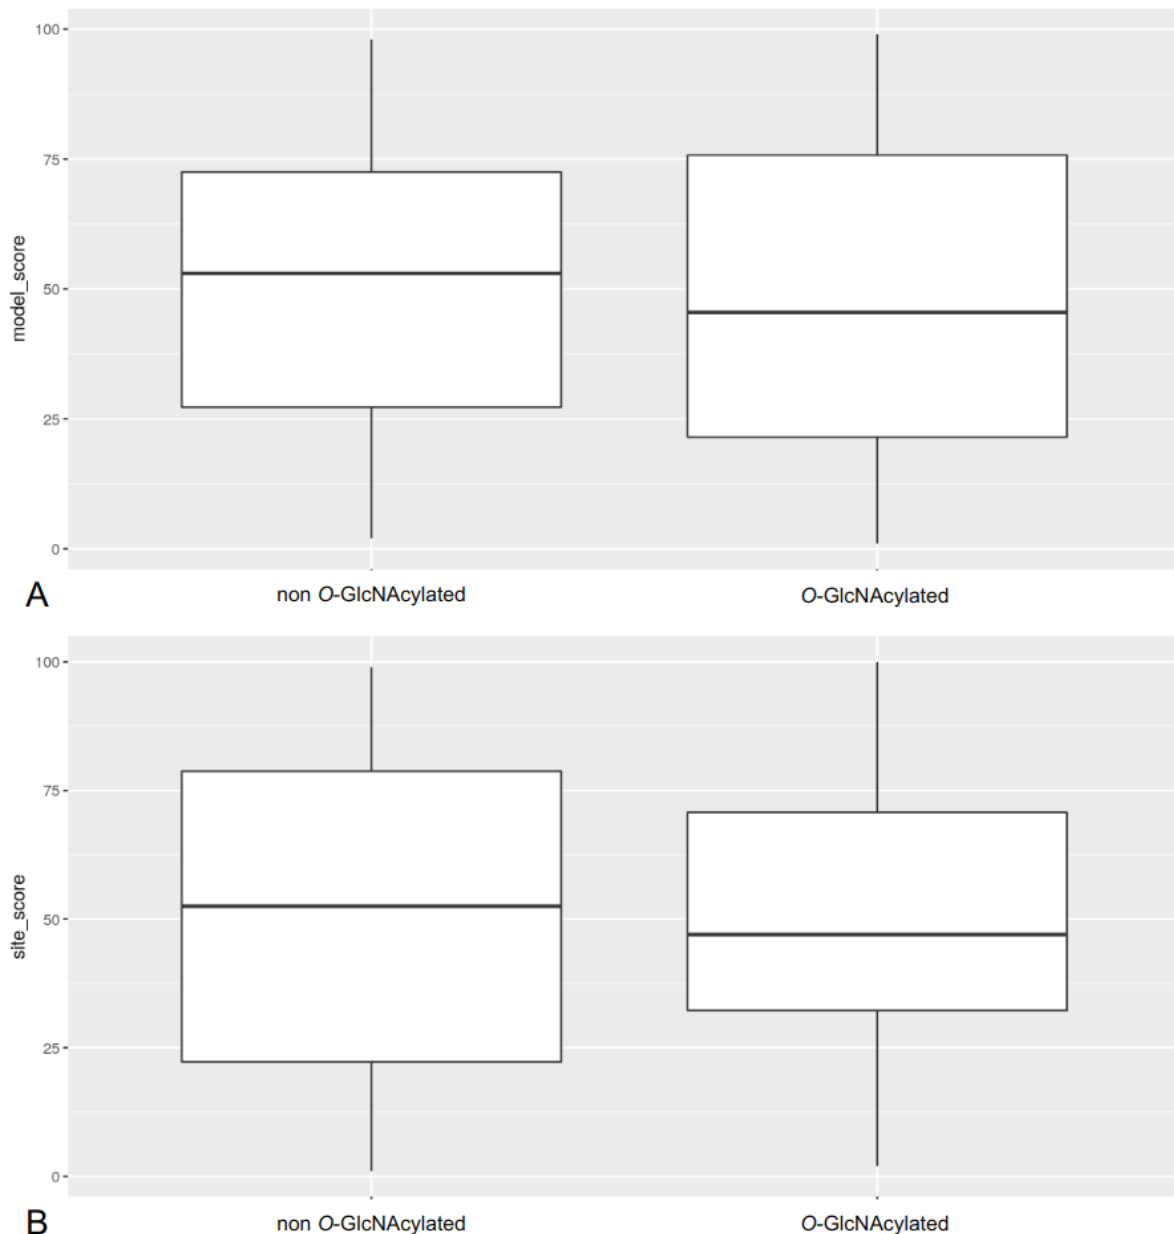 100
75
model_score
50
25
0
A
non O-GlcNAcylated
O-GlcNAcylated
100
75
site_score
50
25
0
B
non O-GlcNAcylated
O-GlcNAcylated